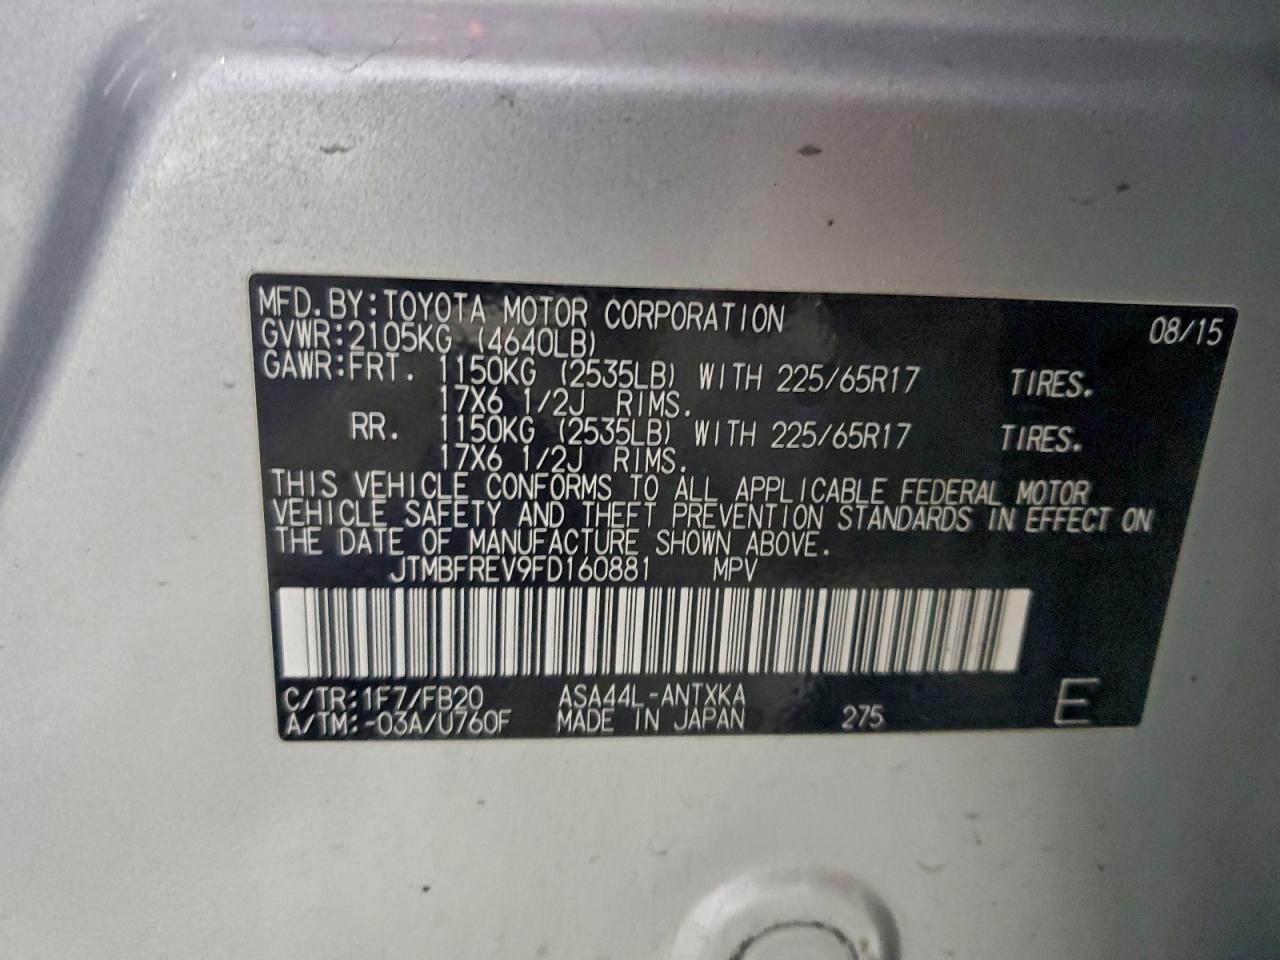 MFD. BY: TOYOTA MOTOR CORPORATION 08/15
GVWR: 2105KG (4640LB)
GAWR: FRT. 1150KG (2535LB) WITH 225/65R17 TIRES.
17X6 1/2J RIMS.
RR. 1150KG (2535LB) WITH 225/65R17 TIRES.
17X6 1/2J RIMS.
THIS VEHICLE CONFORMS TO ALL APPLICABLE FEDERAL MOTOR
VEHICLE SAFETY AND THEFT PREVENTION STANDARDS IN EFFECT ON
THE DATE OF MANUFACTURE SHOWN ABOVE.
JTMBFREV9FD160881 MPV
C/TR: 1F7/FB20 ASA44L-ANTXKA
A/TM: -03A/U760F MADE IN JAPAN 275 E